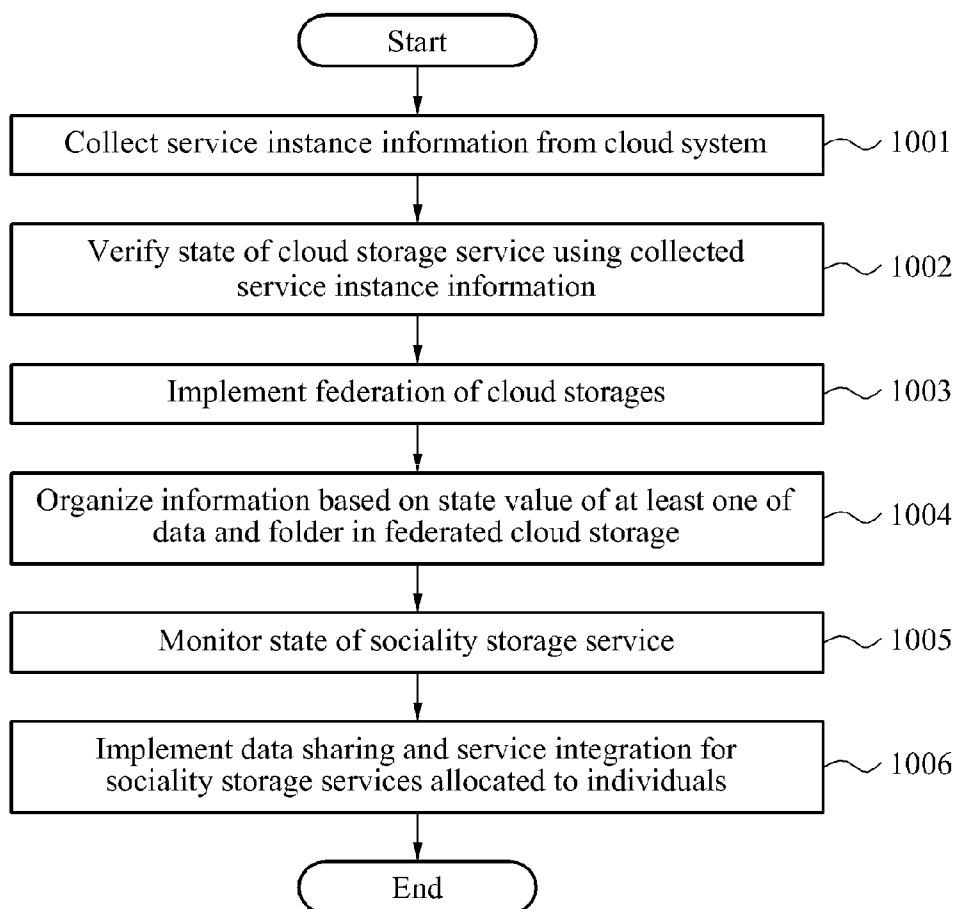 Start
Collect service instance information from cloud system
1001
Verify state of cloud storage service using collected
service instance information
1002
Implement federation of cloud storages
1003
Organize information based on state value of at least one of
data and folder in federated cloud storage
1004
Monitor state of sociality storage service
1005
Implement data sharing and service integration for
sociality storage services allocated to individuals
1006
End